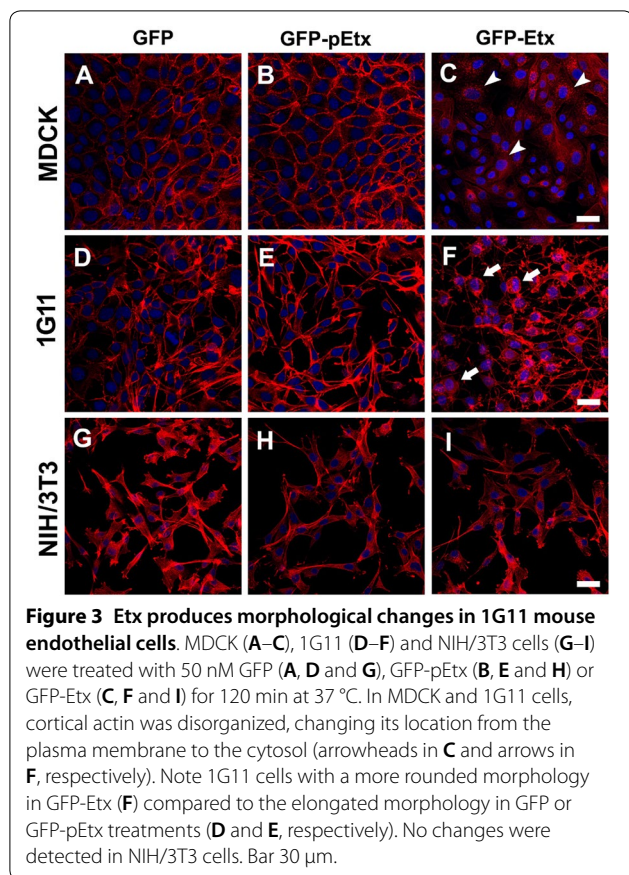 GFP GFP-pEtx GFP-Etx
MDCK
A B C
1G11
D E F
NIH/3T3
G H I
Figure 3 Etx produces morphological changes in 1G11 mouse
endothelial cells. MDCK (A–C), 1G11 (D–F) and NIH/3T3 cells (G–I)
were treated with 50 nM GFP (A, D and G), GFP-pEtx (B, E and H) or
GFP-Etx (C, F and I) for 120 min at 37 °C. In MDCK and 1G11 cells,
cortical actin was disorganized, changing its location from the
plasma membrane to the cytosol (arrowheads in C and arrows in
F, respectively). Note 1G11 cells with a more rounded morphology
in GFP-Etx (F) compared to the elongated morphology in GFP or
GFP-pEtx treatments (D and E, respectively). No changes were
detected in NIH/3T3 cells. Bar 30 μm.